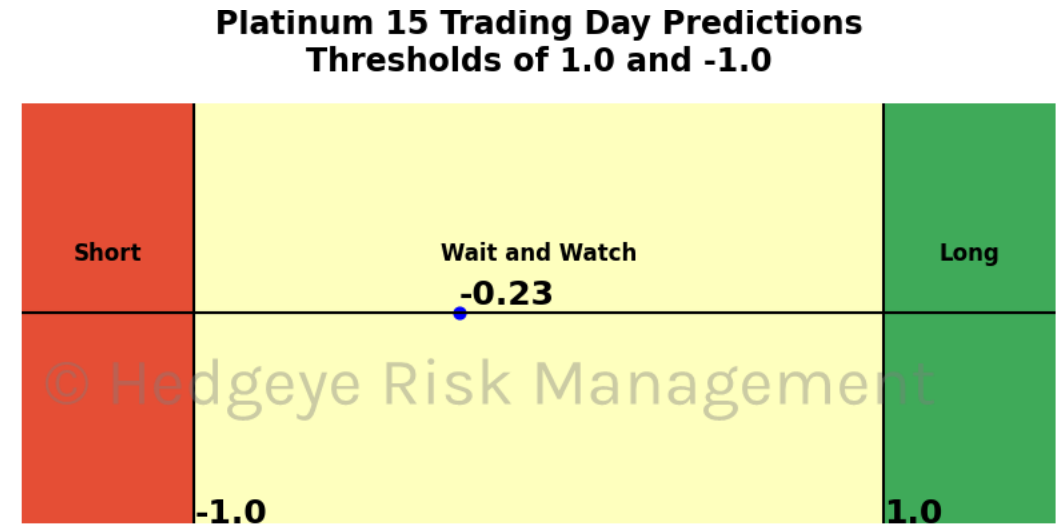 Platinum 15 Trading Day Predictions
Thresholds of 1.0 and -1.0
Short
Wait and Watch
Long
-0.23
© Hedgeye Risk Management
-1.0
1.0